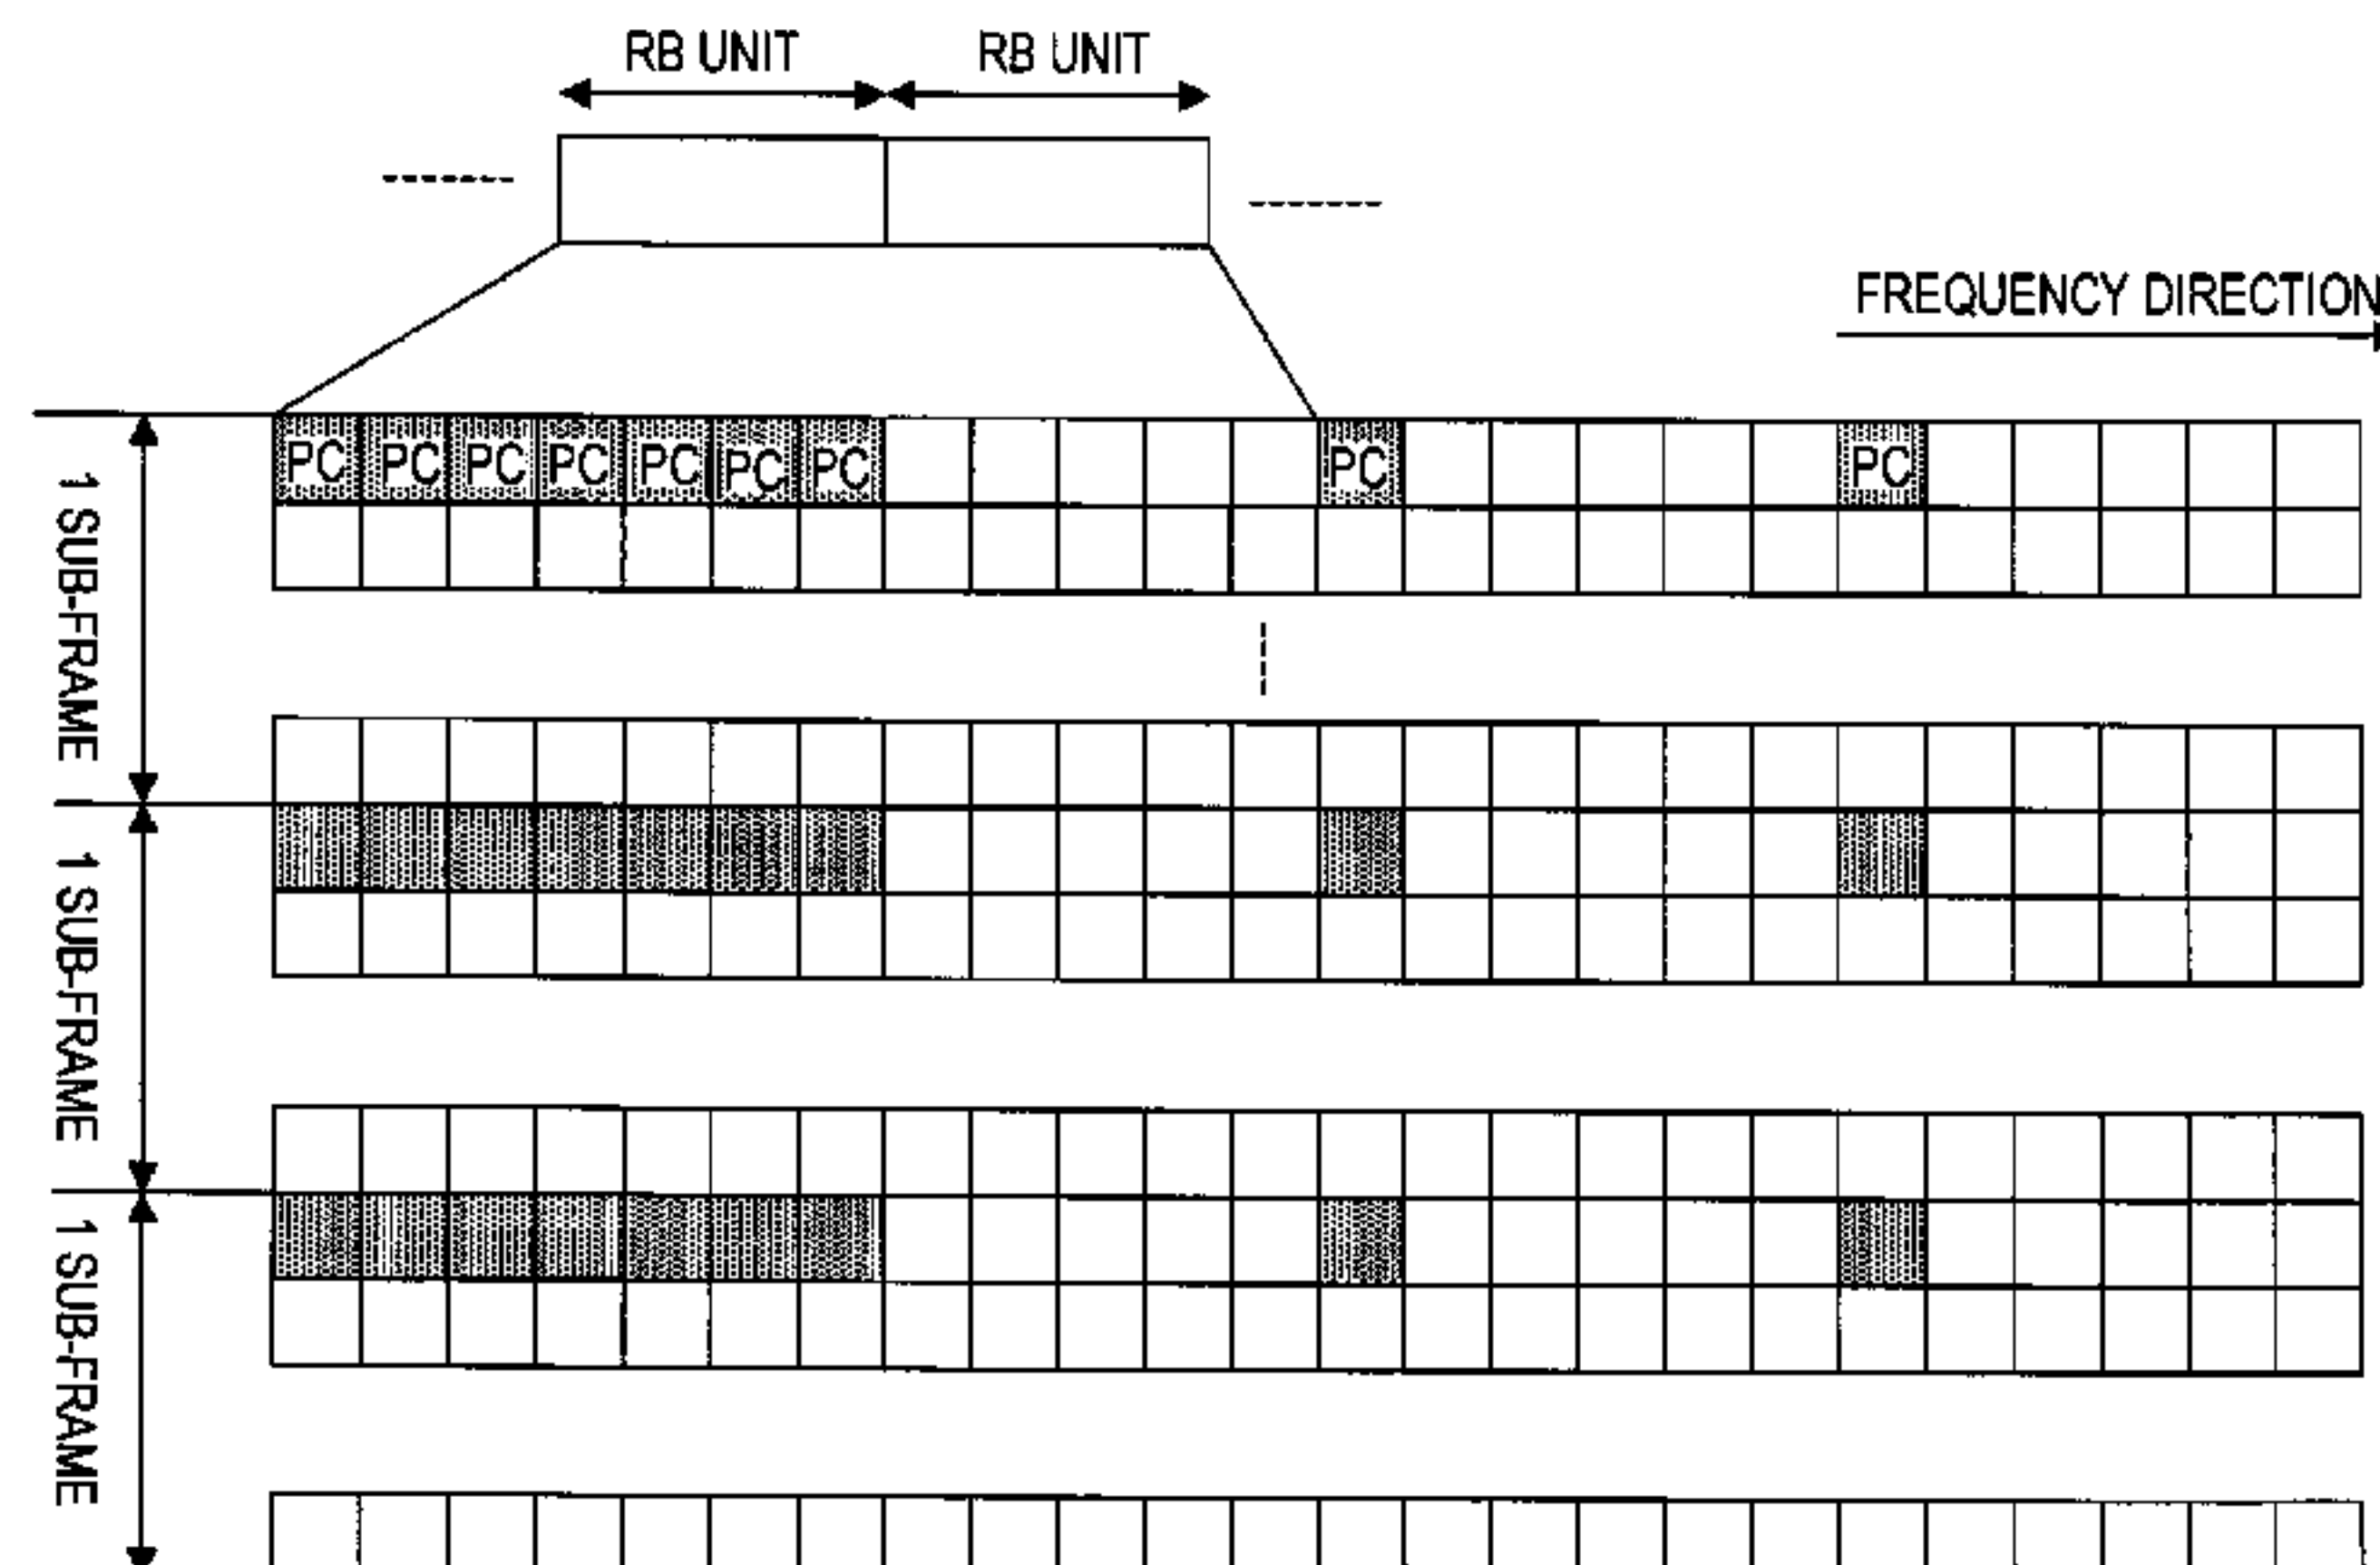 RB UNIT RB UNIT
FREQUENCY DIRECTION
PC PC PC PC PC PC PC PC PC
1 SUB-FRAME
1 SUB-FRAME
1 SUB-FRAME